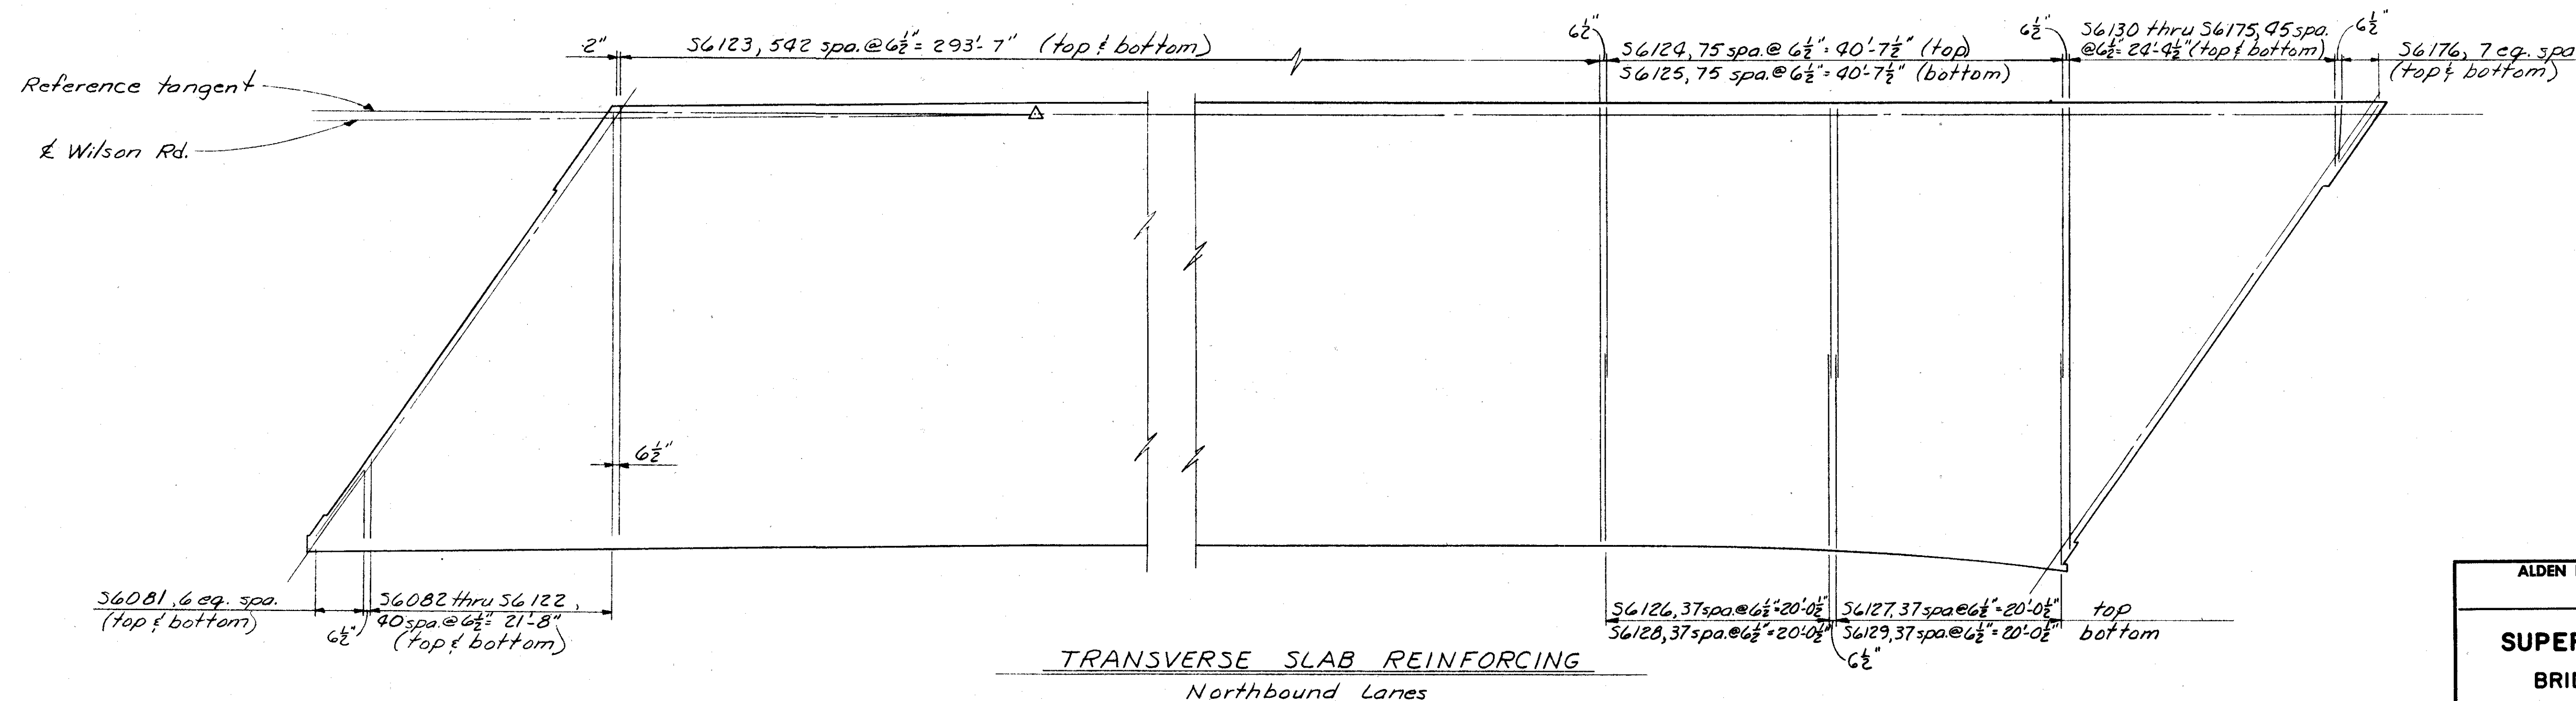 2"
S6123, 542 spa. @ 6½" = 293'-7" (top & bottom)
6½"
S6124, 75 spa. @ 6½" = 40'-7½" (top)
S6125, 75 spa. @ 6½" = 40'-7½" (bottom)
6½"
S6130 thru S6175, 45 spa.
@ 6½" = 24'-4½" (top & bottom)
6½"
S6176, 7 eq. spa
(top & bottom)
Reference tangent
℄ Wilson Rd.
6½"
S6081, 6 eq. spa.
(top & bottom)
6½"
S6082 thru S6122,
40 spa. @ 6½" = 21'-8"
(top & bottom)
S6126, 37 spa. @ 6½" = 20'-0½"
S6127, 37 spa. @ 6½" = 20'-0½"
top
S6128, 37 spa. @ 6½" = 20'-0½"
S6129, 37 spa. @ 6½" = 20'-0½"
bottom
6½"
TRANSVERSE SLAB REINFORCING
Northbound Lanes
ALDEN
SUPER
BRI